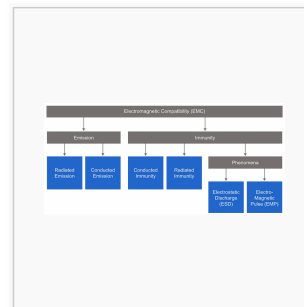 Electromagnetic Compatibility (EMC)
Emission
Immunity
Radiated
Emission
Conducted
Emission
Conducted
Immunity
Radiated
Immunity
Phenomena
Electrostatic
Discharge
(ESD)
Electro-
Magnetic
Pulse (EMP)